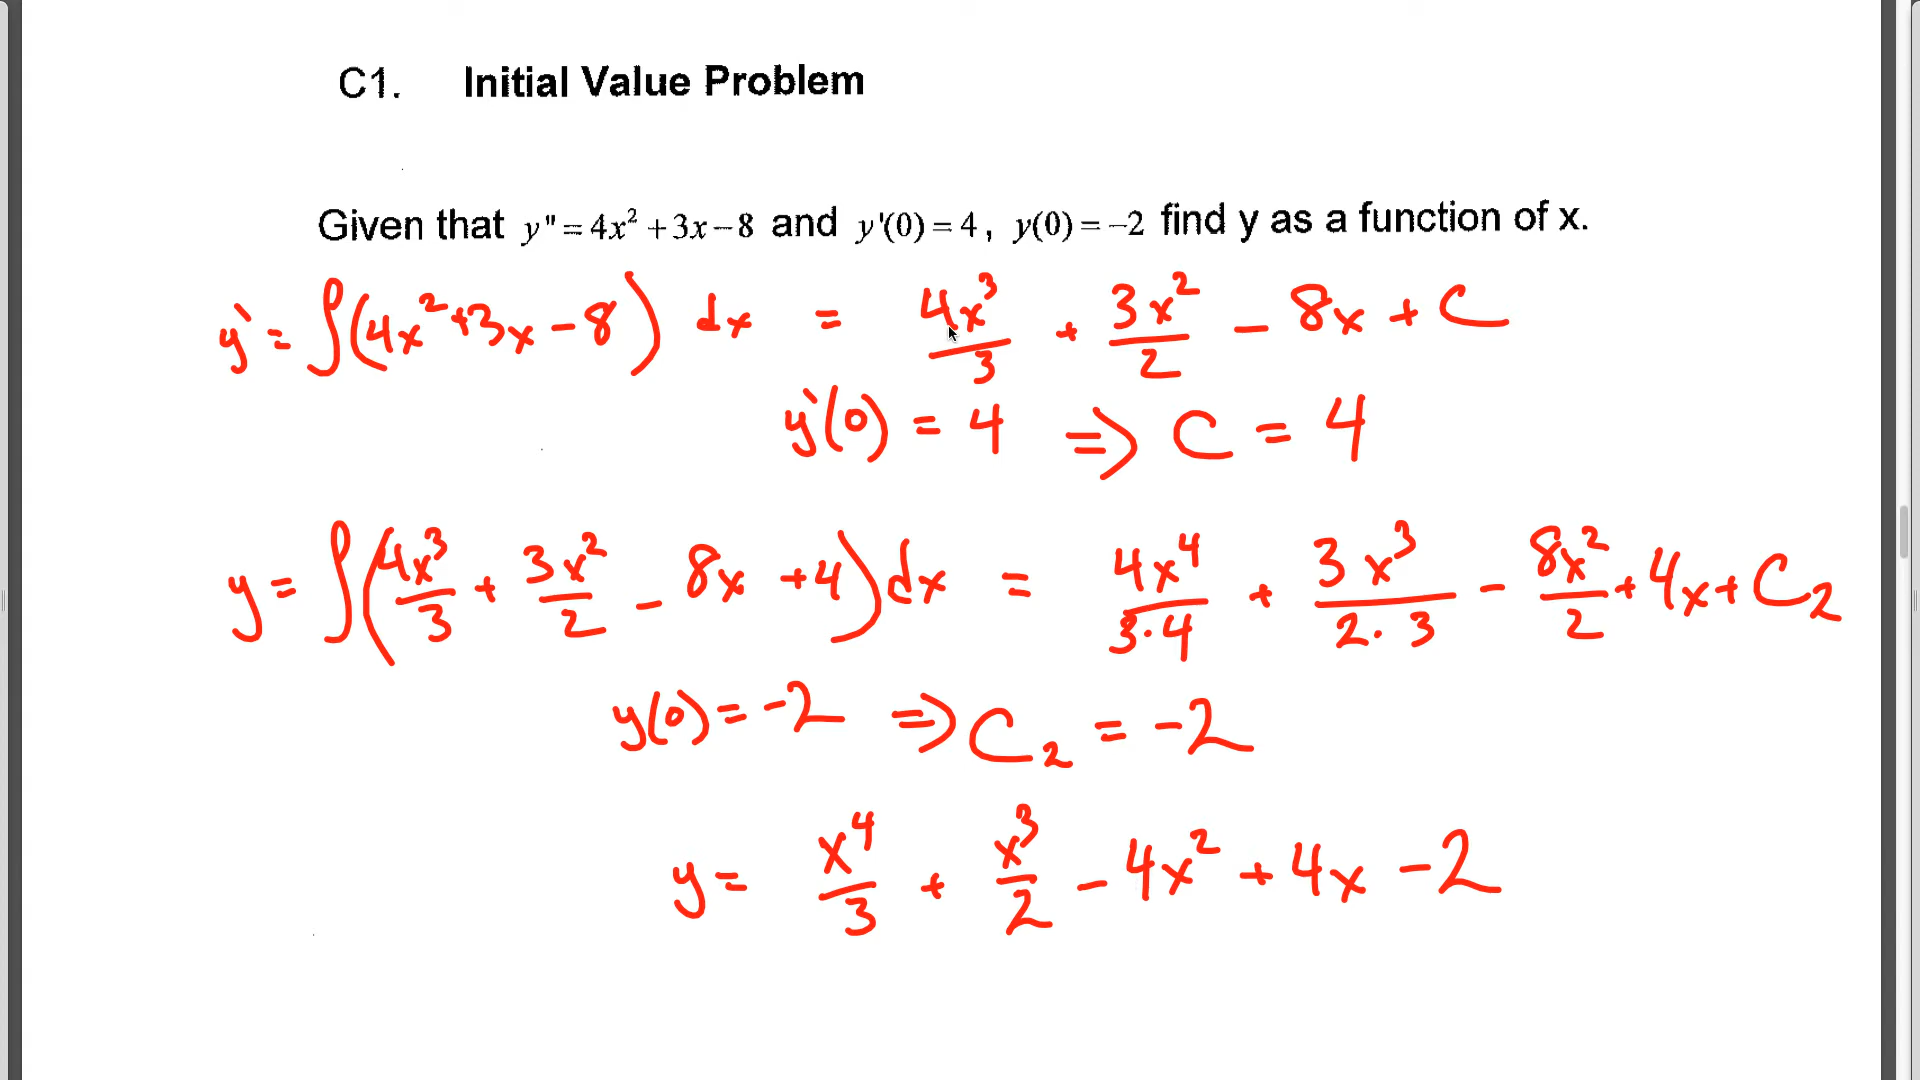 C1. Initial Value Problem
Given that y" = 4x² + 3x − 8 and y'(0) = 4, y(0) = −2 find y as a function of x.
y' = ∫(4x² + 3x − 8) dx = 4x³/3 + 3x²/2 − 8x + C
y'(0) = 4 ⇒ C = 4
y = ∫(4x³/3 + 3x²/2 − 8x + 4) dx = 4x⁴/(3·4) + 3x³/(2·3) − 8x²/2 + 4x + C₂
y(0) = −2 ⇒ C₂ = −2
y = x⁴/3 + x³/2 − 4x² + 4x − 2